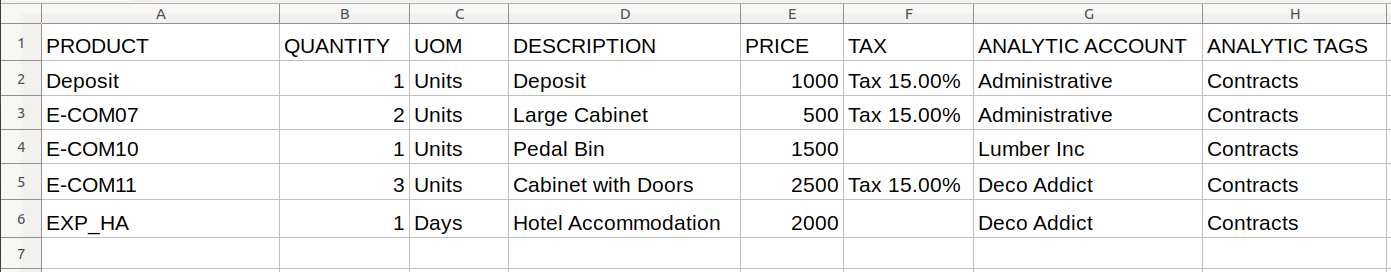 A B C D E F G H
1 PRODUCT QUANTITY UOM DESCRIPTION PRICE TAX ANALYTIC ACCOUNT ANALYTIC TAGS
2 Deposit 1 Units Deposit 1000 Tax 15.00% Administrative Contracts
3 E-COM07 2 Units Large Cabinet 500 Tax 15.00% Administrative Contracts
4 E-COM10 1 Units Pedal Bin 1500 Lumber Inc Contracts
5 E-COM11 3 Units Cabinet with Doors 2500 Tax 15.00% Deco Addict Contracts
6 EXP_HA 1 Days Hotel Accommodation 2000 Deco Addict Contracts
7